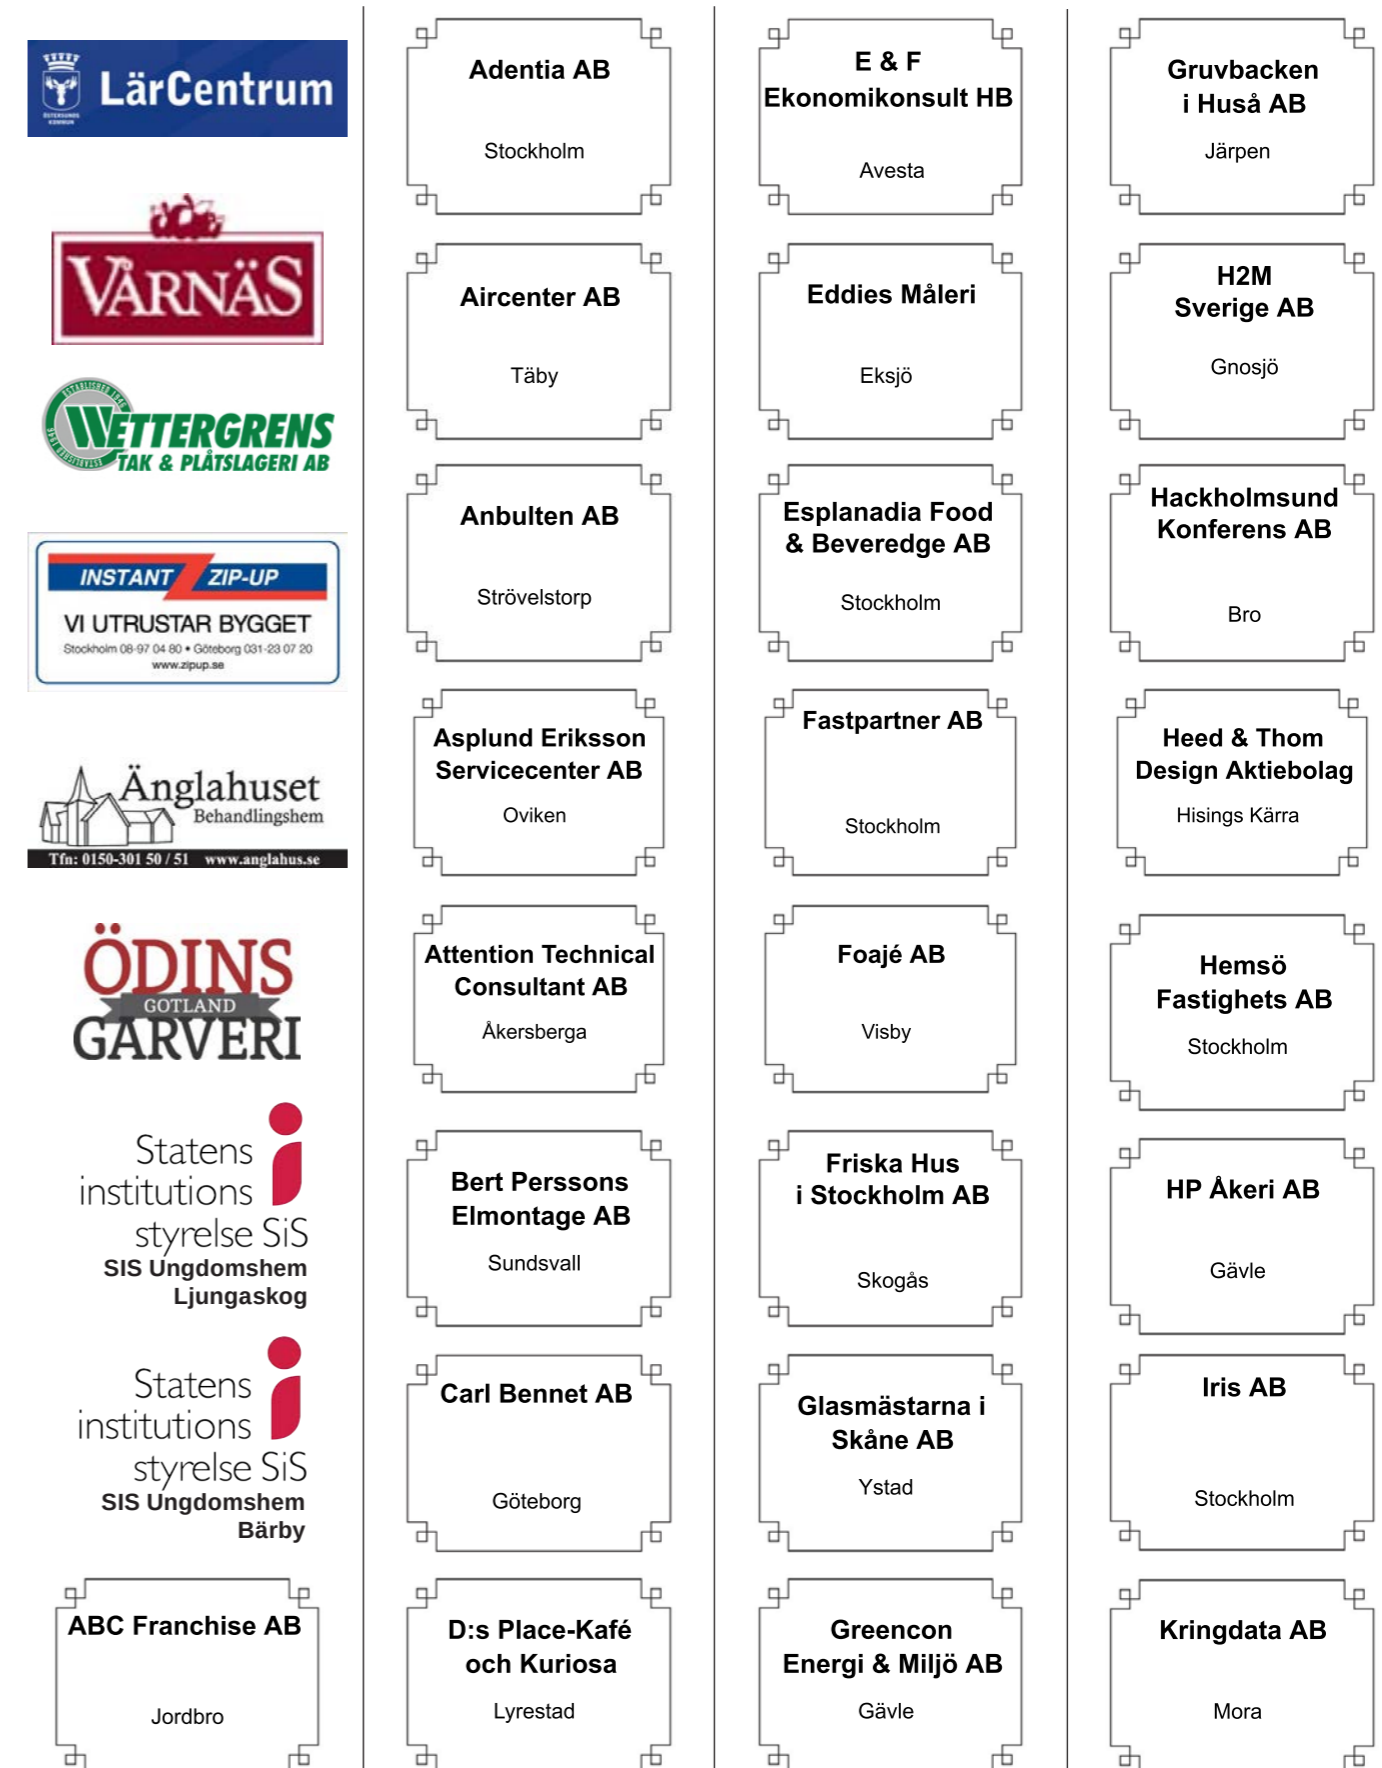 LärCentrum
ÖSTERSUNDS
KOMMUN
VÅRNÄS
ESTABLISHED 1946
WETTERGRENS
TAK & PLÅTSLAGERI AB
ESTABLISHED 1946
INSTANT ZIP-UP
VI UTRUSTAR BYGGET
Stockholm 08-97 04 80 • Göteborg 031-23 07 20
www.zipup.se
Änglahuset
Behandlingshem
Tfn: 0150-301 50 / 51 www.anglahus.se
ÖDINS
GOTLAND
GARVERI
Statens
institutions
styrelse SiS
SIS Ungdomshem
Ljungaskog
Statens
institutions
styrelse SiS
SIS Ungdomshem
Bärby
ABC Franchise AB
Jordbro
Adentia AB
Stockholm
Aircenter AB
Täby
Anbulten AB
Strövelstorp
Asplund Eriksson
Servicecenter AB
Oviken
Attention Technical
Consultant AB
Åkersberga
Bert Perssons
Elmontage AB
Sundsvall
Carl Bennet AB
Göteborg
D:s Place-Kafé
och Kuriosa
Lyrestad
E & F
Ekonomikonsult HB
Avesta
Eddies Måleri
Eksjö
Esplanadia Food
& Beveredge AB
Stockholm
Fastpartner AB
Stockholm
Foajé AB
Visby
Friska Hus
i Stockholm AB
Skogås
Glasmästarna i
Skåne AB
Ystad
Greencon
Energi & Miljö AB
Gävle
Gruvbacken
i Huså AB
Järpen
H2M
Sverige AB
Gnosjö
Hackholmsund
Konferens AB
Bro
Heed & Thom
Design Aktiebolag
Hisings Kärra
Hemsö
Fastighets AB
Stockholm
HP Åkeri AB
Gävle
Iris AB
Stockholm
Kringdata AB
Mora